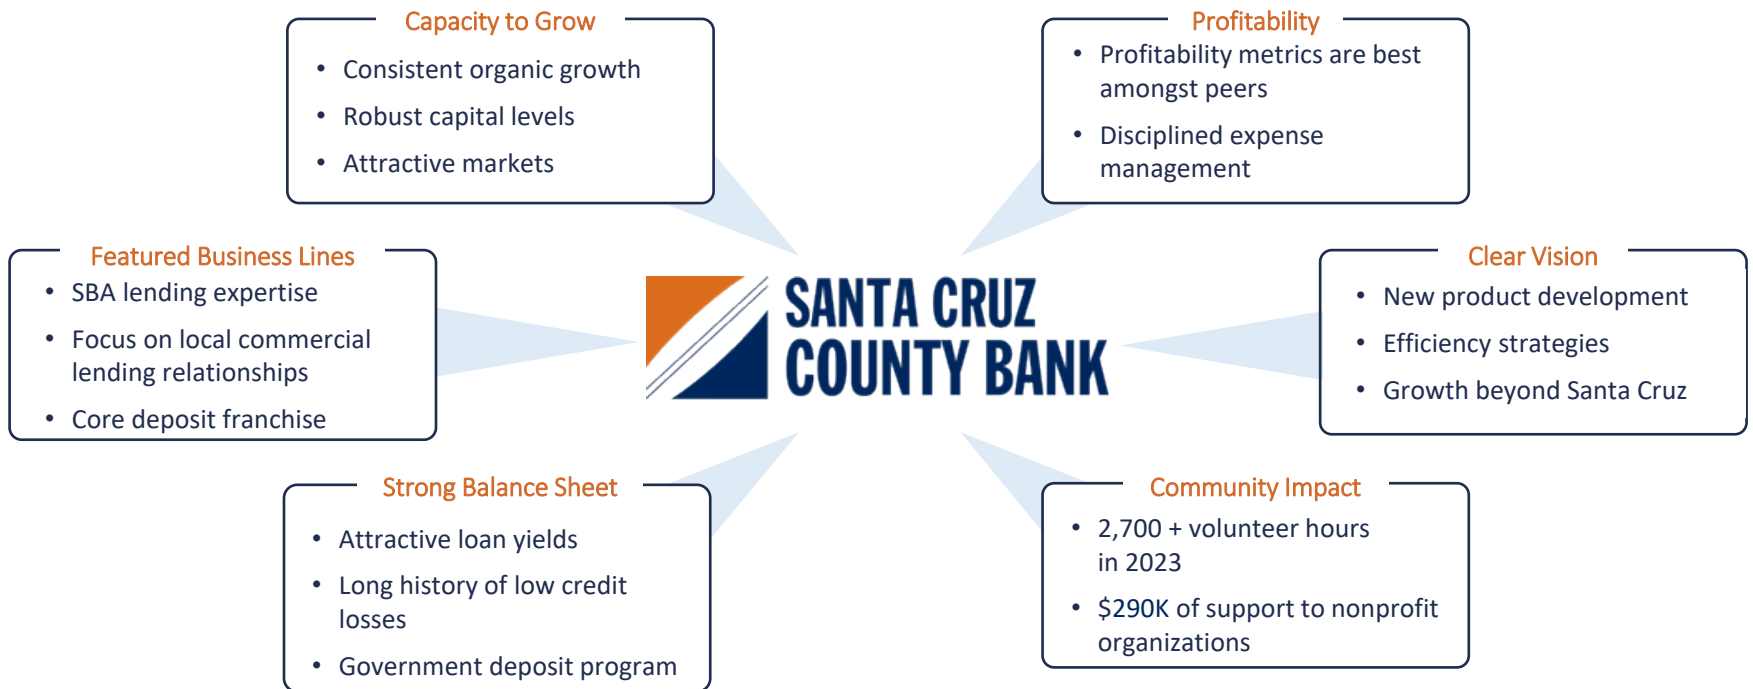 Capacity to Grow
• Consistent organic growth
• Robust capital levels
• Attractive markets
Profitability
• Profitability metrics are best
amongst peers
• Disciplined expense
management
Featured Business Lines
• SBA lending expertise
• Focus on local commercial
lending relationships
• Core deposit franchise
SANTA CRUZ
COUNTY BANK
Clear Vision
• New product development
• Efficiency strategies
• Growth beyond Santa Cruz
Strong Balance Sheet
• Attractive loan yields
• Long history of low credit
losses
• Government deposit program
Community Impact
• 2,700 + volunteer hours
in 2023
• $290K of support to nonprofit
organizations